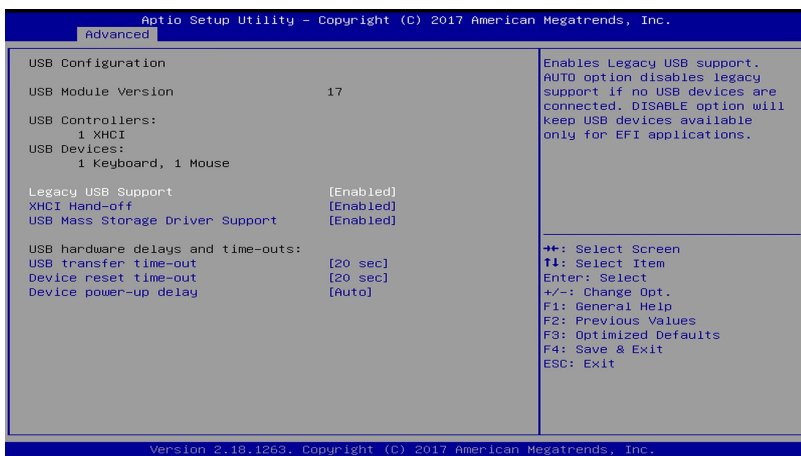 Aptio Setup Utility – Copyright (C) 2017 American Megatrends, Inc.
Advanced
USB Configuration
USB Module Version 17
USB Controllers:
1 XHCI
USB Devices:
1 Keyboard, 1 Mouse
Legacy USB Support [Enabled]
XHCI Hand-off [Enabled]
USB Mass Storage Driver Support [Enabled]
USB hardware delays and time-outs:
USB transfer time-out [20 sec]
Device reset time-out [20 sec]
Device power-up delay [Auto]
Enables Legacy USB support.
AUTO option disables legacy
support if no USB devices are
connected. DISABLE option will
keep USB devices available
only for EFI applications.
→←: Select Screen
↑↓: Select Item
Enter: Select
+/-: Change Opt.
F1: General Help
F2: Previous Values
F3: Optimized Defaults
F4: Save & Exit
ESC: Exit
Version 2.18.1263. Copyright (C) 2017 American Megatrends, Inc.